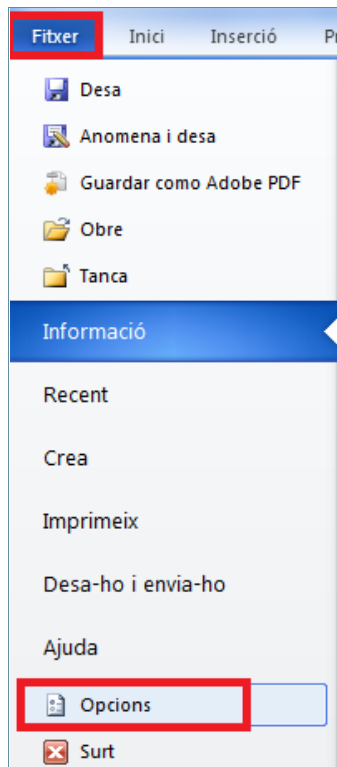 Fitxer Inici Inserció
Desa
Anomena i desa
Guardar como Adobe PDF
Obre
Tanca
Informació
Recent
Crea
Imprimeix
Desa-ho i envia-ho
Ajuda
Opcions
Surt